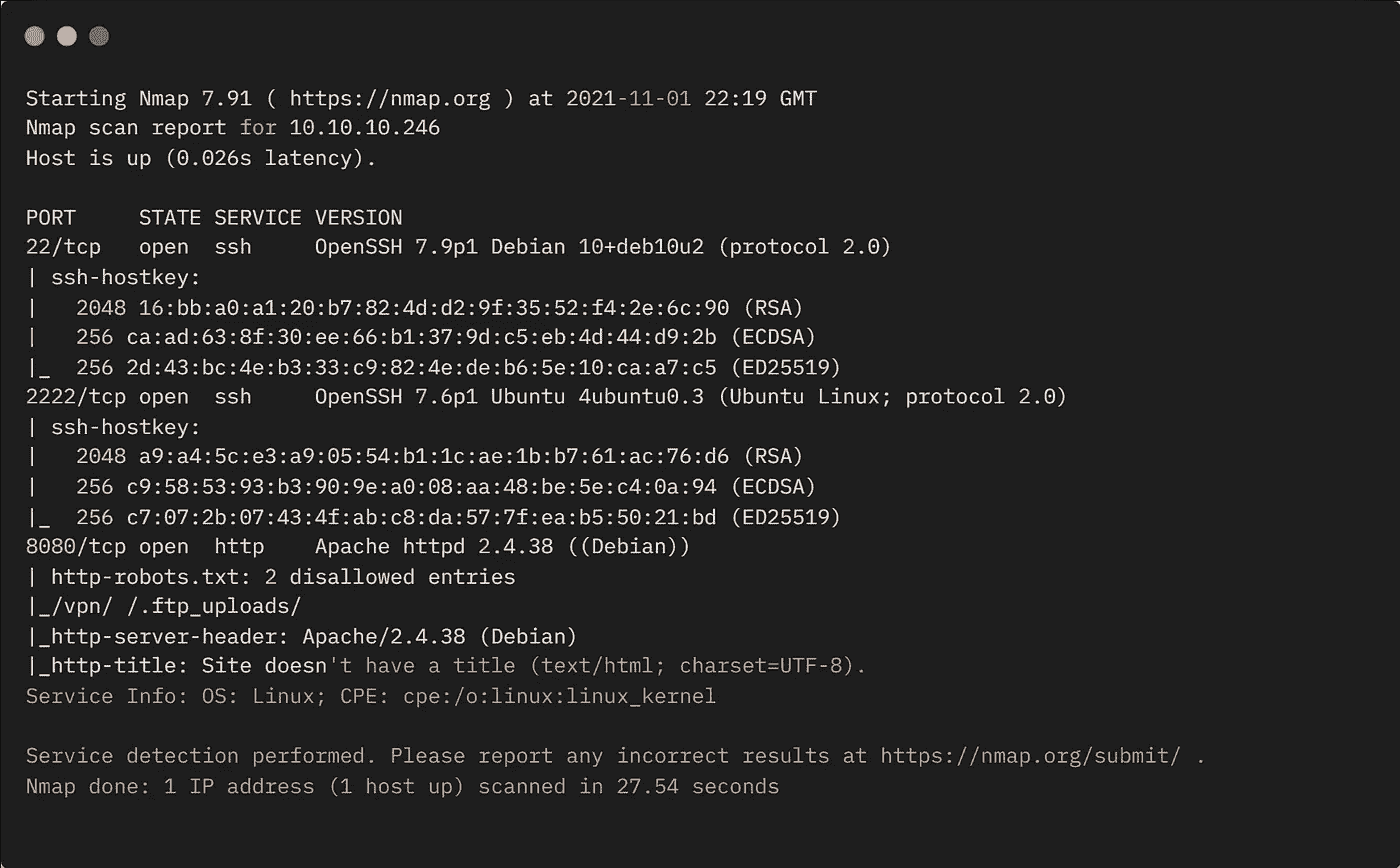 Starting Nmap 7.91 ( https://nmap.org ) at 2021-11-01 22:19 GMT
Nmap scan report for 10.10.10.246
Host is up (0.026s latency).
PORT     STATE SERVICE VERSION
22/tcp   open  ssh     OpenSSH 7.9p1 Debian 10+deb10u2 (protocol 2.0)
| ssh-hostkey:
|   2048 16:bb:a0:a1:20:b7:82:4d:d2:9f:35:52:f4:2e:6c:90 (RSA)
|   256 ca:ad:63:8f:30:ee:66:b1:37:9d:c5:eb:4d:44:d9:2b (ECDSA)
|_  256 2d:43:bc:4e:b3:33:c9:82:4e:de:b6:5e:10:ca:a7:c5 (ED25519)
2222/tcp open  ssh     OpenSSH 7.6p1 Ubuntu 4ubuntu0.3 (Ubuntu Linux; protocol 2.0)
| ssh-hostkey:
|   2048 a9:a4:5c:e3:a9:05:54:b1:1c:ae:1b:b7:61:ac:76:d6 (RSA)
|   256 c9:58:53:93:b3:90:9e:a0:08:aa:48:be:5e:c4:0a:94 (ECDSA)
|_  256 c7:07:2b:07:43:4f:ab:c8:da:57:7f:ea:b5:50:21:bd (ED25519)
8080/tcp open  http    Apache httpd 2.4.38 ((Debian))
| http-robots.txt: 2 disallowed entries
|_/vpn/ /.ftp_uploads/
|_http-server-header: Apache/2.4.38 (Debian)
|_http-title: Site doesn't have a title (text/html; charset=UTF-8).
Service Info: OS: Linux; CPE: cpe:/o:linux:linux_kernel
Service detection performed. Please report any incorrect results at https://nmap.org/submit/ .
Nmap done: 1 IP address (1 host up) scanned in 27.54 seconds